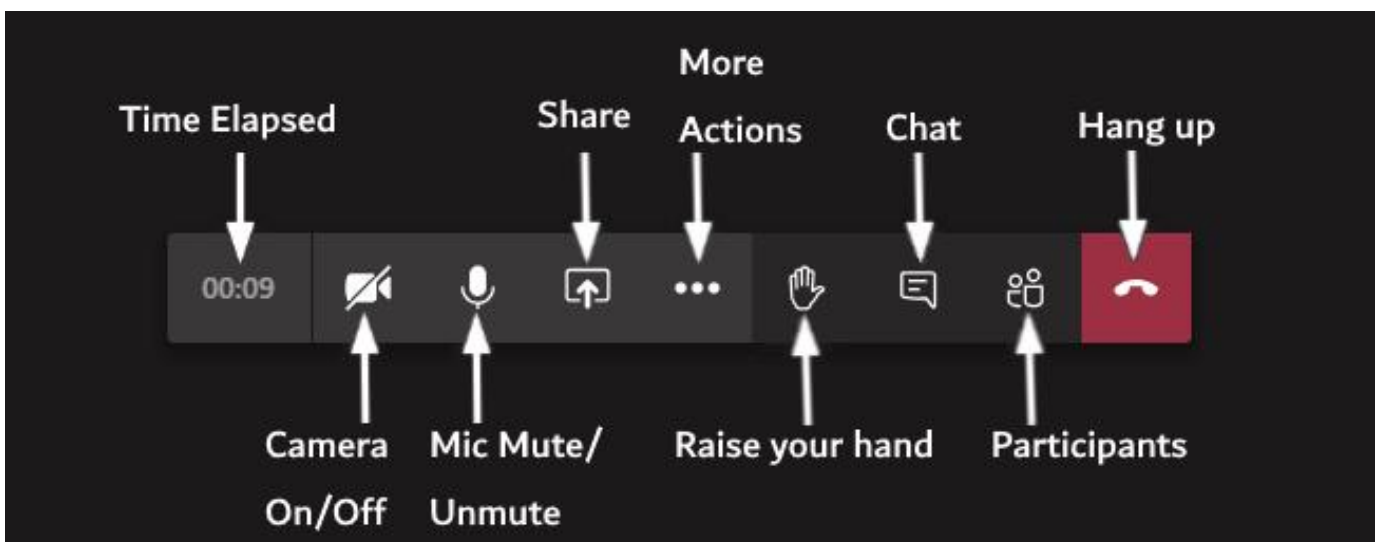 Time Elapsed
Share
More
Actions
Chat
Hang up
00:09
Camera
On/Off
Mic Mute/
Unmute
Raise your hand
Participants